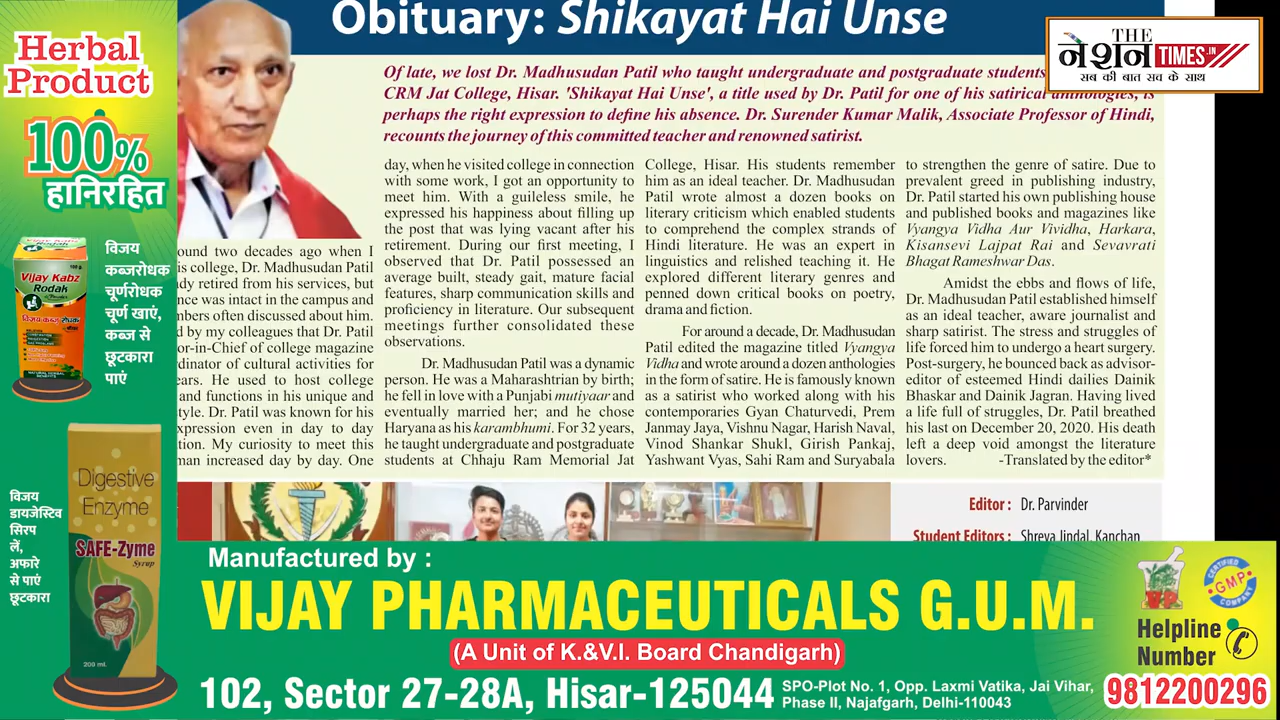 Herbal
Product
100%
हानिरहित
Vijay Kabz
Rodak
विजय
कब्जरोधक
चूर्णरोधक
चूर्ण खाएं,
कब्ज से
छूटकारा
पाएं
विजय
डायजेस्टिव
सिरप
लें,
अफारे
से पाएं
छूटकारा
Digestive
Enzyme
SAFE-Zyme
Syrup
200 ml.
Obituary: Shikayat Hai Unse
THE
नेशन TIMES.IN
सब की बात सच के साथ
Of late, we lost Dr. Madhusudan Patil who taught undergraduate and postgraduate students
CRM Jat College, Hisar. 'Shikayat Hai Unse', a title used by Dr. Patil for one of his satirical anthologies, is
perhaps the right expression to define his absence. Dr. Surender Kumar Malik, Associate Professor of Hindi,
recounts the journey of this committed teacher and renowned satirist.
ound two decades ago when I
is college, Dr. Madhusudan Patil
dy retired from his services, but
nce was intact in the campus and
mbers often discussed about him.
d by my colleagues that Dr. Patil
or-in-Chief of college magazine
dinator of cultural activities for
ears. He used to host college
and functions in his unique and
tyle. Dr. Patil was known for his
xpression even in day to day
tion. My curiosity to meet this
man increased day by day. One
day, when he visited college in connection
with some work, I got an opportunity to
meet him. With a guileless smile, he
expressed his happiness about filling up
the post that was lying vacant after his
retirement. During our first meeting, I
observed that Dr. Patil possessed an
average built, steady gait, mature facial
features, sharp communication skills and
proficiency in literature. Our subsequent
meetings further consolidated these
observations.
Dr. Madhusudan Patil was a dynamic
person. He was a Maharashtrian by birth;
he fell in love with a Punjabi mutiyaar and
eventually married her; and he chose
Haryana as his karambhumi. For 32 years,
he taught undergraduate and postgraduate
students at Chhaju Ram Memorial Jat
College, Hisar. His students remember
him as an ideal teacher. Dr. Madhusudan
Patil wrote almost a dozen books on
literary criticism which enabled students
to comprehend the complex strands of
Hindi literature. He was an expert in
linguistics and relished teaching it. He
explored different literary genres and
penned down critical books on poetry,
drama and fiction.
For around a decade, Dr. Madhusudan
Patil edited the magazine titled Vyangya
Vidha and wrote around a dozen anthologies
in the form of satire. He is famously known
as a satirist who worked along with his
contemporaries Gyan Chaturvedi, Prem
Janmay Jaya, Vishnu Nagar, Harish Naval,
Vinod Shankar Shukl, Girish Pankaj,
Yashwant Vyas, Sahi Ram and Suryabala
to strengthen the genre of satire. Due to
prevalent greed in publishing industry,
Dr. Patil started his own publishing house
and published books and magazines like
Vyangya Vidha Aur Vividha, Harkara,
Kisansevi Lajpat Rai and Sevavrati
Bhagat Rameshwar Das.
Amidst the ebbs and flows of life,
Dr. Madhusudan Patil established himself
as an ideal teacher, aware journalist and
sharp satirist. The stress and struggles of
life forced him to undergo a heart surgery.
Post-surgery, he bounced back as advisor-
editor of esteemed Hindi dailies Dainik
Bhaskar and Dainik Jagran. Having lived
a life full of struggles, Dr. Patil breathed
his last on December 20, 2020. His death
left a deep void amongst the literature
lovers. -Translated by the editor*
Editor : Dr. Parvinder
Student Editors : Shreya Jindal, Kanchan
Manufactured by :
VIJAY PHARMACEUTICALS G.U.M.
(A Unit of K.&V.I. Board Chandigarh)
102, Sector 27-28A, Hisar-125044
SPO-Plot No. 1, Opp. Laxmi Vatika, Jai Vihar,
Phase II, Najafgarh, Delhi-110043
VP
CERTIFIED
GMP
COMPANY
Helpline
Number
9812200296